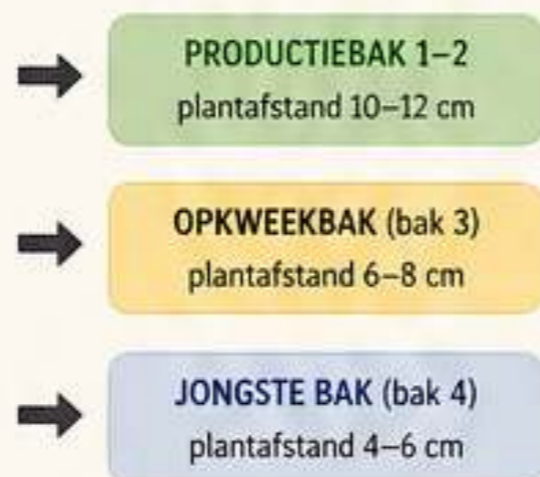 PRODUCTIEBAK 1–2
plantafstand 10–12 cm
OPKWEEKBAK (bak 3)
plantafstand 6–8 cm
JONGSTE BAK (bak 4)
plantafstand 4–6 cm